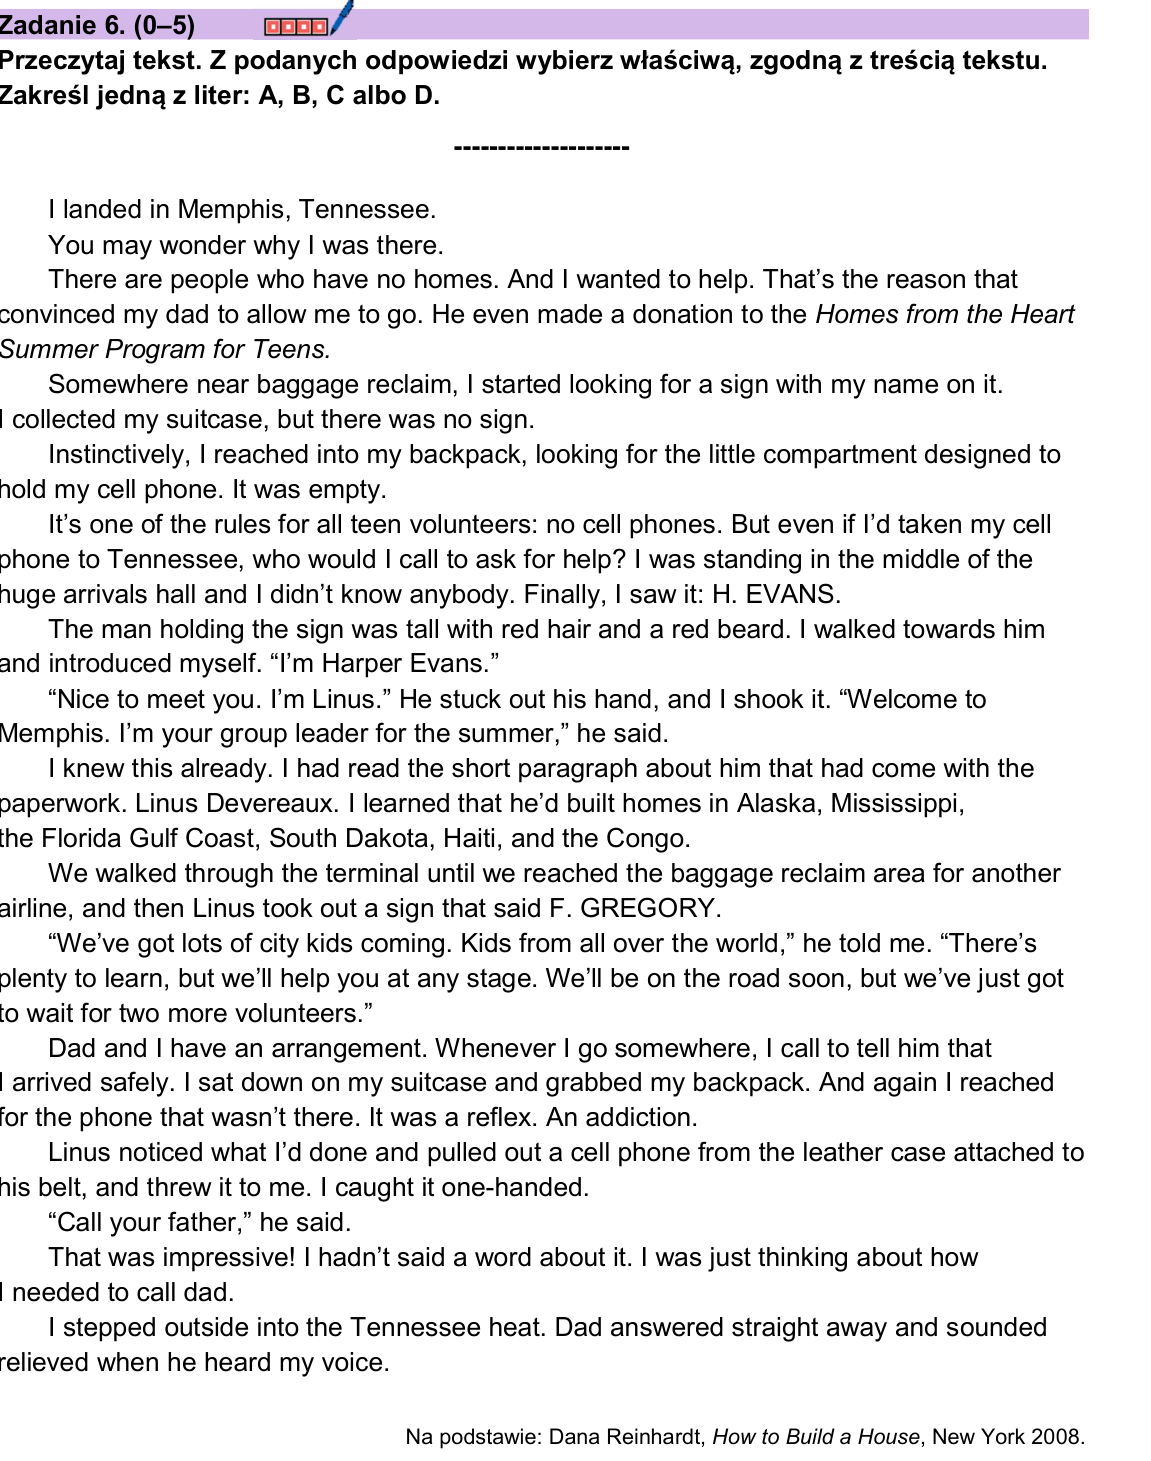 Zadanie 6. (0–5)
Przeczytaj tekst. Z podanych odpowiedzi wybierz właściwą, zgodną z treścią tekstu.
Zakreśl jedną z liter: A, B, C albo D.
--------------------
I landed in Memphis, Tennessee.
You may wonder why I was there.
There are people who have no homes. And I wanted to help. That’s the reason that
convinced my dad to allow me to go. He even made a donation to the Homes from the Heart
Summer Program for Teens.
Somewhere near baggage reclaim, I started looking for a sign with my name on it.
I collected my suitcase, but there was no sign.
Instinctively, I reached into my backpack, looking for the little compartment designed to
hold my cell phone. It was empty.
It’s one of the rules for all teen volunteers: no cell phones. But even if I’d taken my cell
phone to Tennessee, who would I call to ask for help? I was standing in the middle of the
huge arrivals hall and I didn’t know anybody. Finally, I saw it: H. EVANS.
The man holding the sign was tall with red hair and a red beard. I walked towards him
and introduced myself. “I’m Harper Evans.”
“Nice to meet you. I’m Linus.” He stuck out his hand, and I shook it. “Welcome to
Memphis. I’m your group leader for the summer,” he said.
I knew this already. I had read the short paragraph about him that had come with the
paperwork. Linus Devereaux. I learned that he’d built homes in Alaska, Mississippi,
the Florida Gulf Coast, South Dakota, Haiti, and the Congo.
We walked through the terminal until we reached the baggage reclaim area for another
airline, and then Linus took out a sign that said F. GREGORY.
“We’ve got lots of city kids coming. Kids from all over the world,” he told me. “There’s
plenty to learn, but we’ll help you at any stage. We’ll be on the road soon, but we’ve just got
to wait for two more volunteers.”
Dad and I have an arrangement. Whenever I go somewhere, I call to tell him that
I arrived safely. I sat down on my suitcase and grabbed my backpack. And again I reached
for the phone that wasn’t there. It was a reflex. An addiction.
Linus noticed what I’d done and pulled out a cell phone from the leather case attached to
his belt, and threw it to me. I caught it one-handed.
“Call your father,” he said.
That was impressive! I hadn’t said a word about it. I was just thinking about how
I needed to call dad.
I stepped outside into the Tennessee heat. Dad answered straight away and sounded
relieved when he heard my voice.
Na podstawie: Dana Reinhardt, How to Build a House, New York 2008.